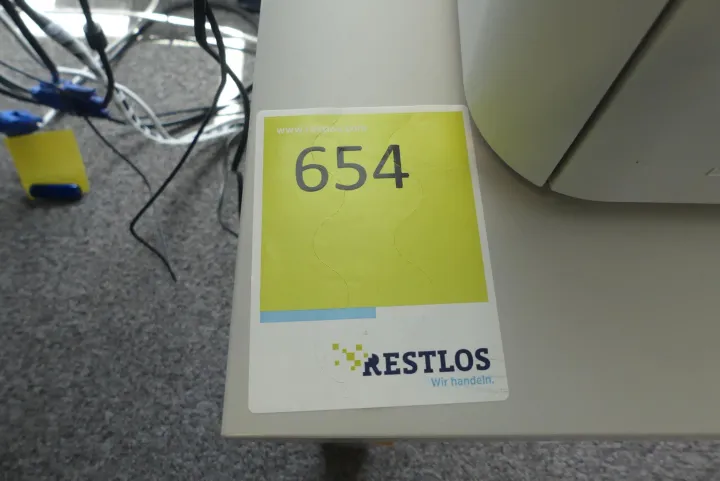 654
RESTLOS
Wir handeln.